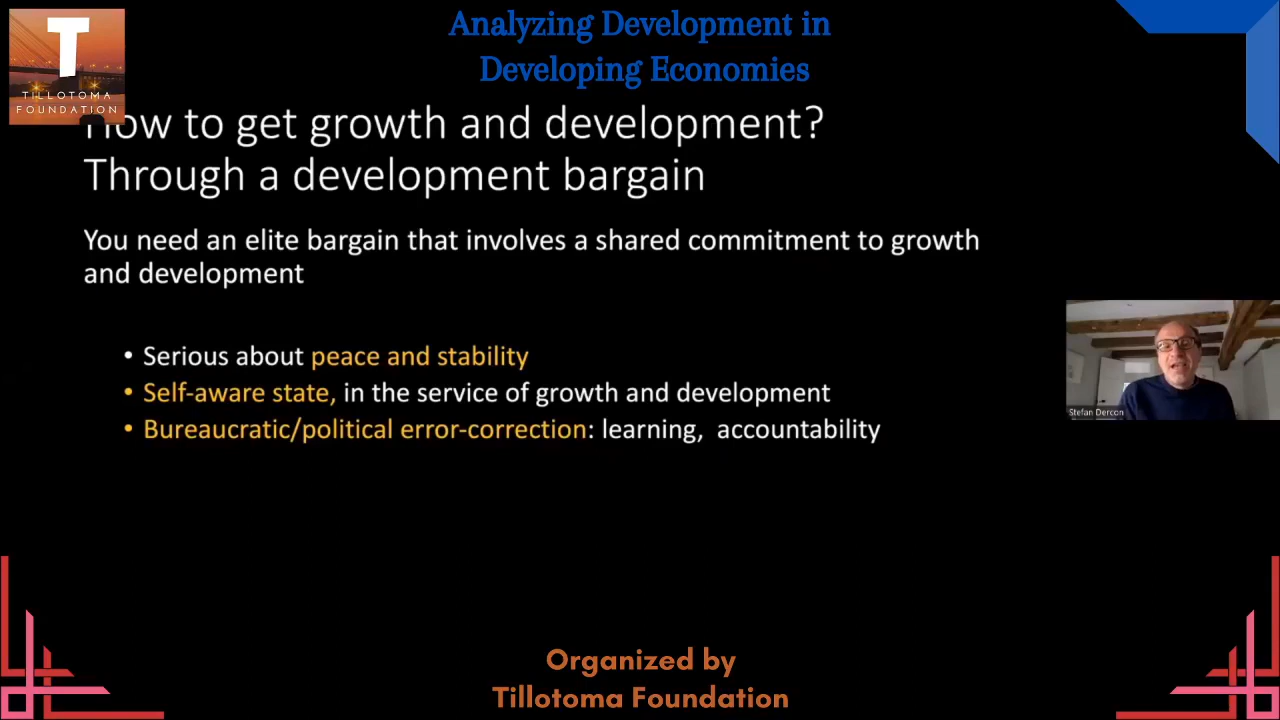 Analyzing Development in
Developing Economies
T
TILLOTOMA
FOUNDATION
How to get growth and development?
Through a development bargain
You need an elite bargain that involves a shared commitment to growth
and development
• Serious about peace and stability
• Self-aware state, in the service of growth and development
• Bureaucratic/political error-correction: learning, accountability
Stefan Dercon
Organized by
Tillotoma Foundation